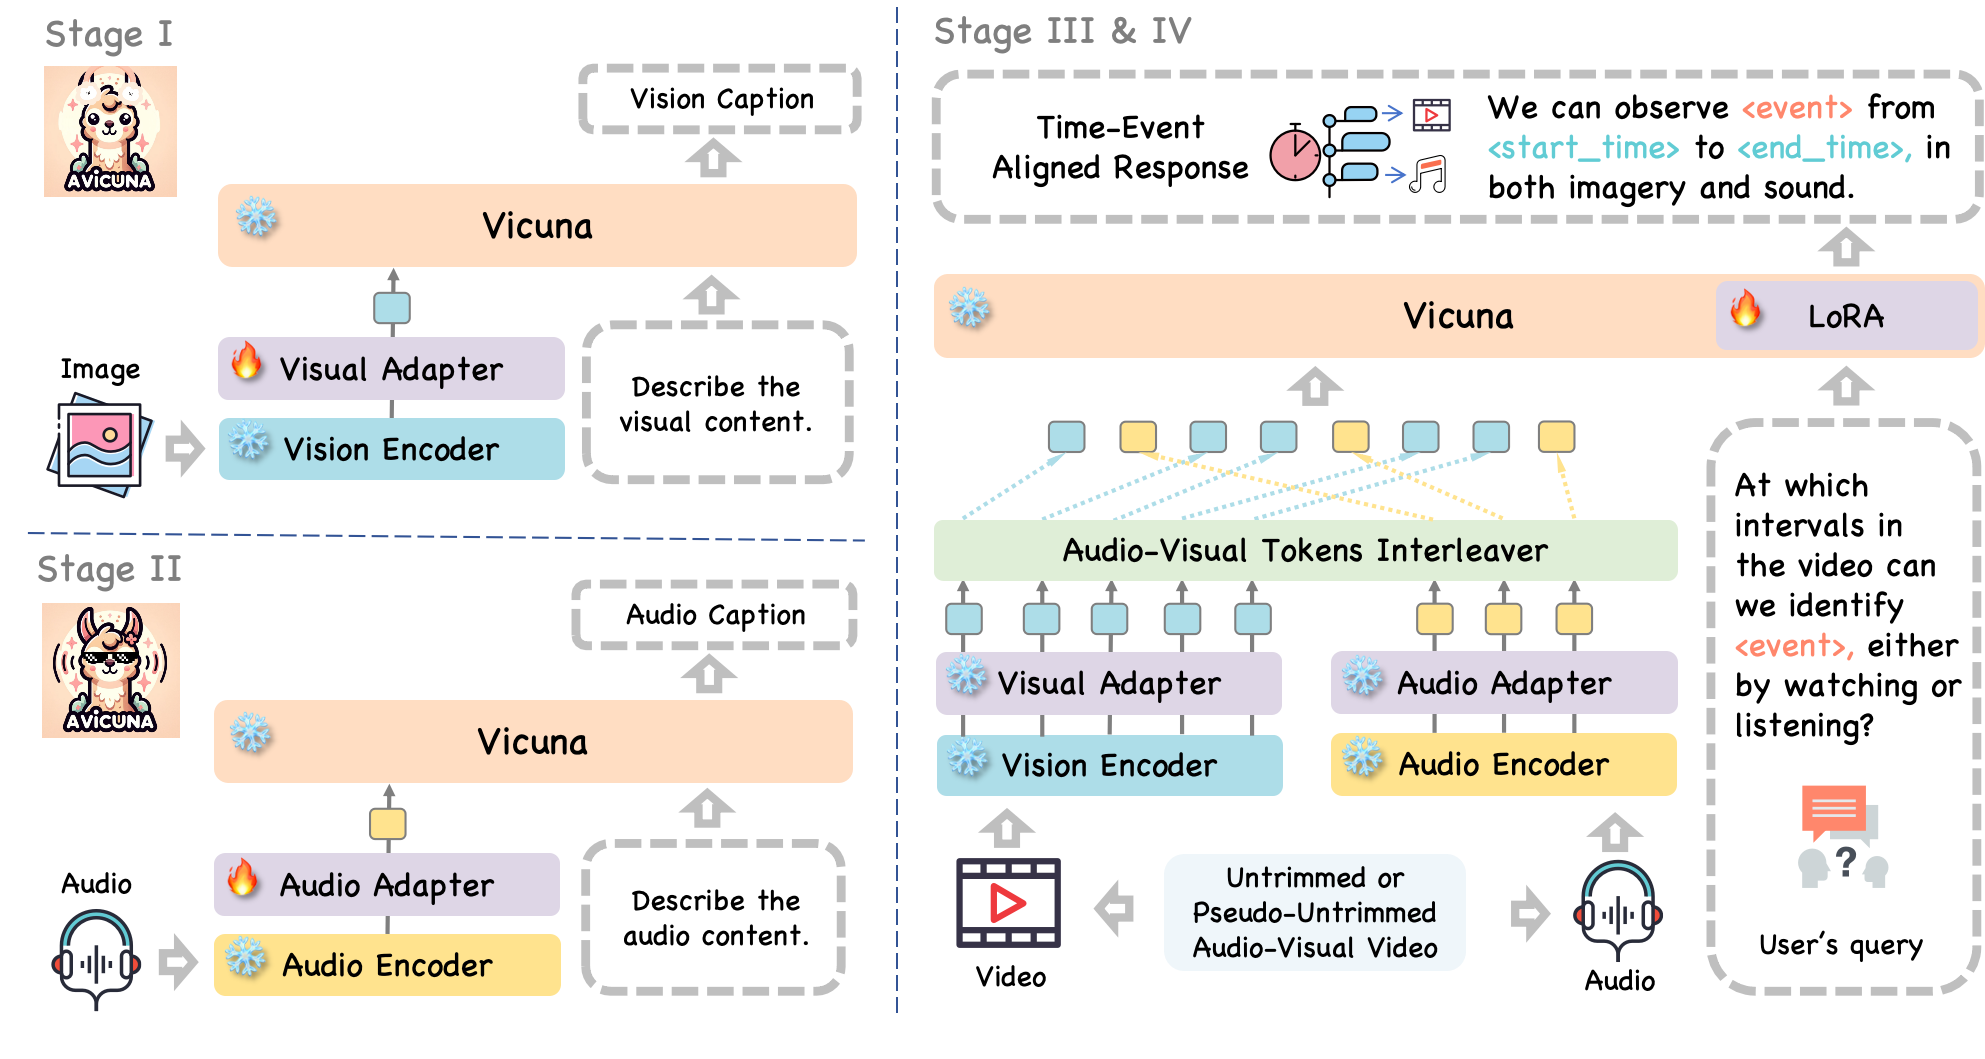 Stage I
AVICUNA
Vision Caption
Vicuna
Visual Adapter
Image
Vision Encoder
Describe the
visual content.
Stage II
AVICUNA
Audio Caption
Vicuna
Audio Adapter
Audio
Audio Encoder
Describe the
audio content.
Stage III & IV
Time-Event
Aligned Response
We can observe <event> from
<start_time> to <end_time>, in
both imagery and sound.
Vicuna
LoRA
Audio-Visual Tokens Interleaver
Visual Adapter
Audio Adapter
Vision Encoder
Audio Encoder
Untrimmed or
Pseudo-Untrimmed
Audio-Visual Video
Video
Audio
At which
intervals in
the video can
we identify
<event>, either
by watching or
listening?
?
User's query